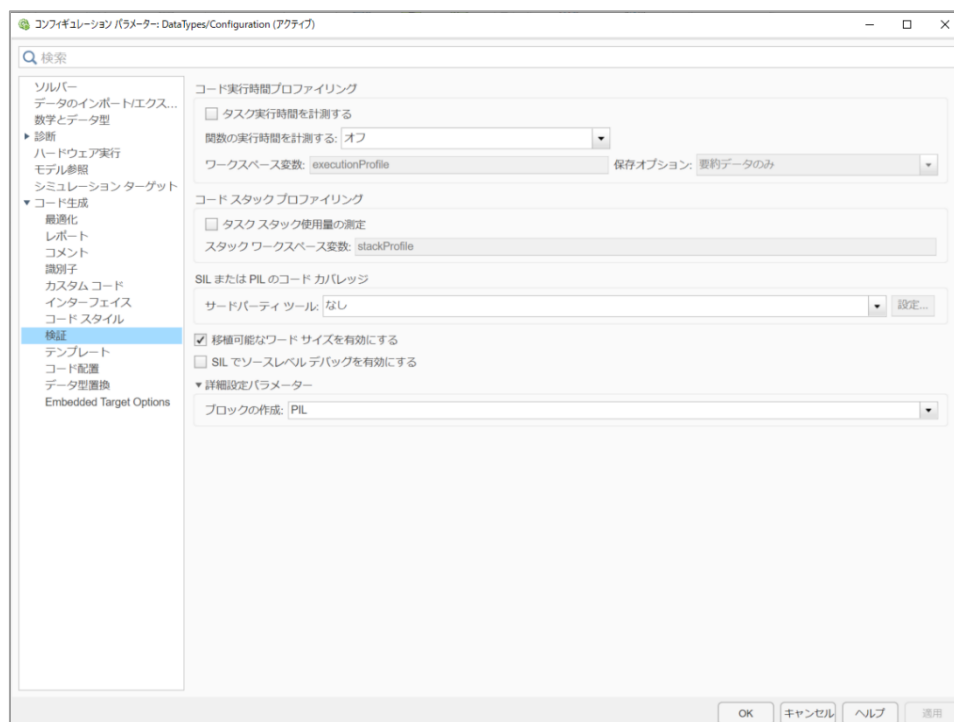 コンフィギュレーション パラメーター: DataTypes/Configuration (アクティブ)
検索
ソルバー
データのインポート/エクス...
数学とデータ型
診断
ハードウェア実行
モデル参照
シミュレーション ターゲット
コード生成
最適化
レポート
コメント
識別子
カスタム コード
インターフェイス
コード スタイル
検証
テンプレート
コード配置
データ型置換
Embedded Target Options
コード実行時間プロファイリング
タスク実行時間を計測する
関数の実行時間を計測する: オフ
ワークスペース変数: executionProfile 保存オプション: 要約データのみ
コード スタック プロファイリング
タスク スタック使用量の測定
スタック ワークスペース変数: stackProfile
SIL または PIL のコード カバレッジ
サードパーティ ツール: なし 設定...
移植可能なワード サイズを有効にする
SIL でソースレベル デバッグを有効にする
詳細設定パラメーター
ブロックの作成: PIL
OK キャンセル ヘルプ 適用